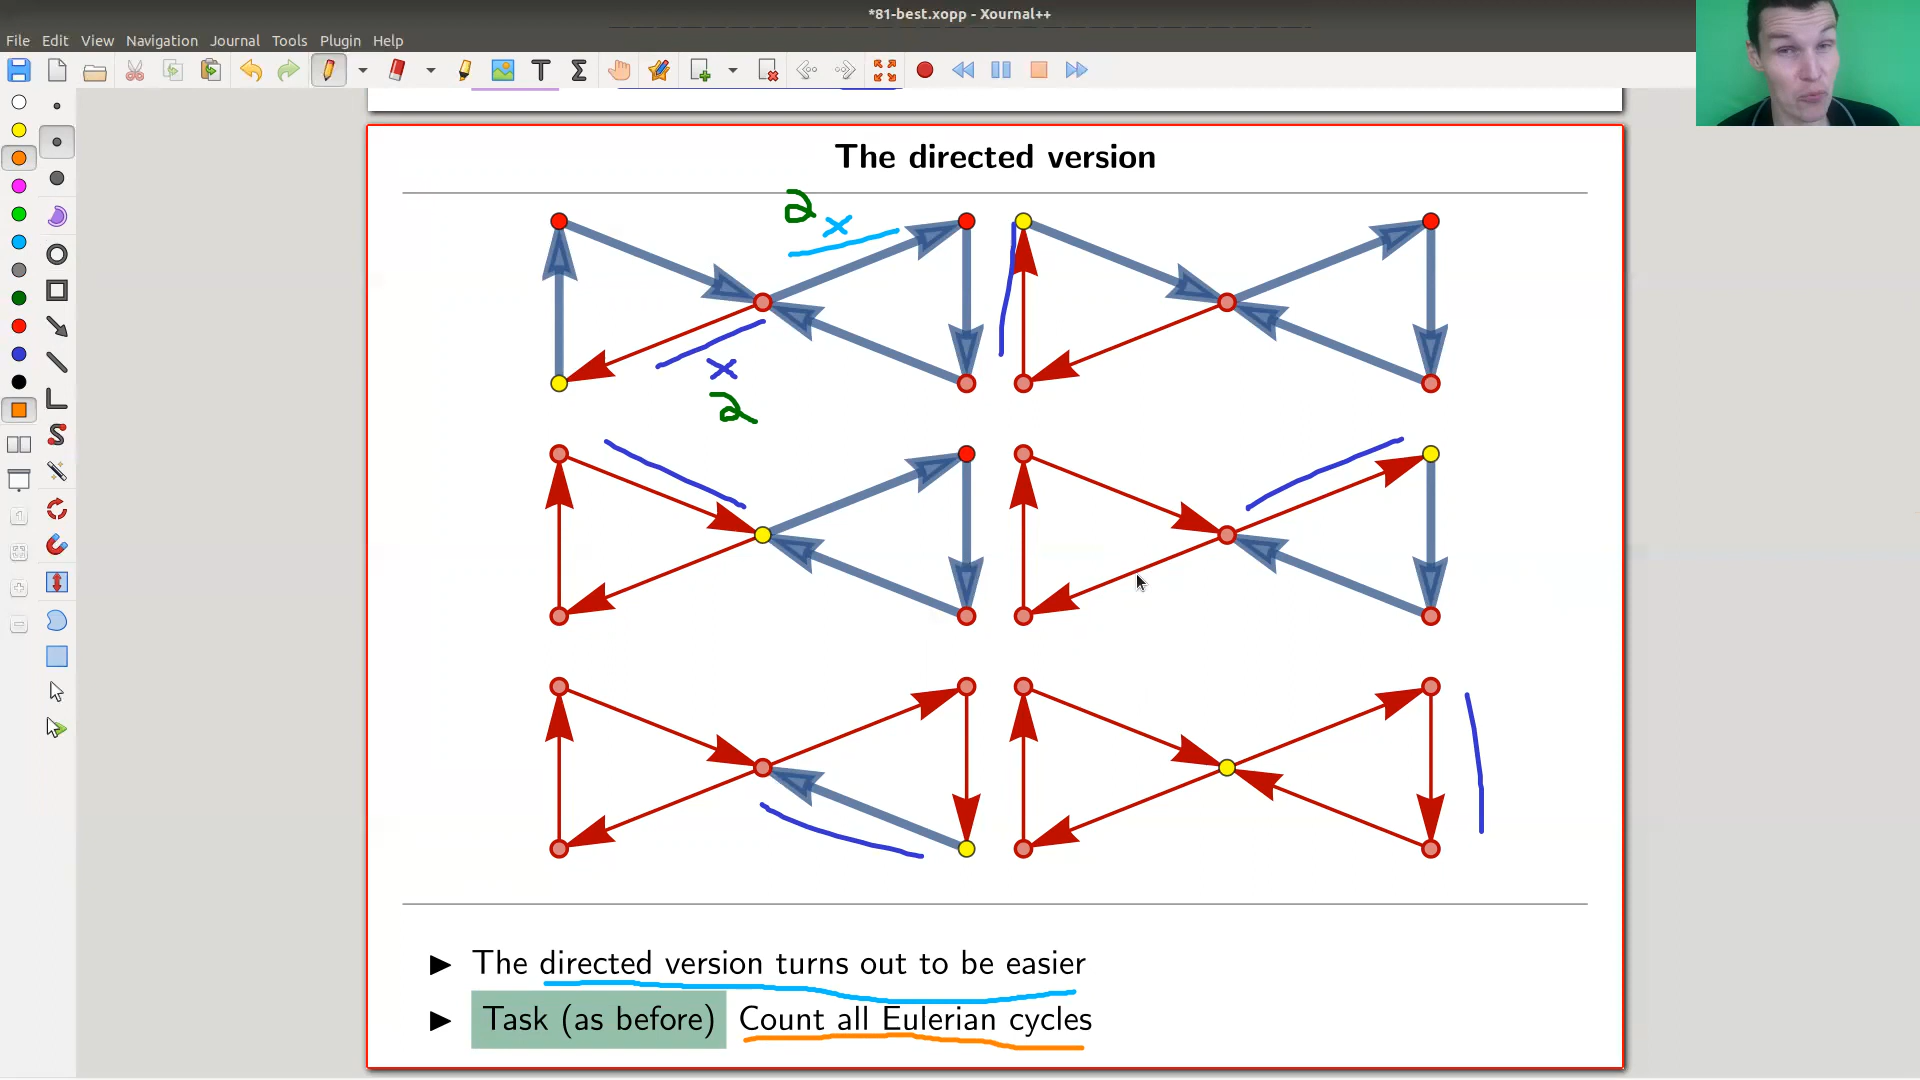 *81-best.xopp - Xournal++
File Edit View Navigation Journal Tools Plugin Help
The directed version
2 x
x
2
▶ The directed version turns out to be easier
▶ Task (as before) Count all Eulerian cycles